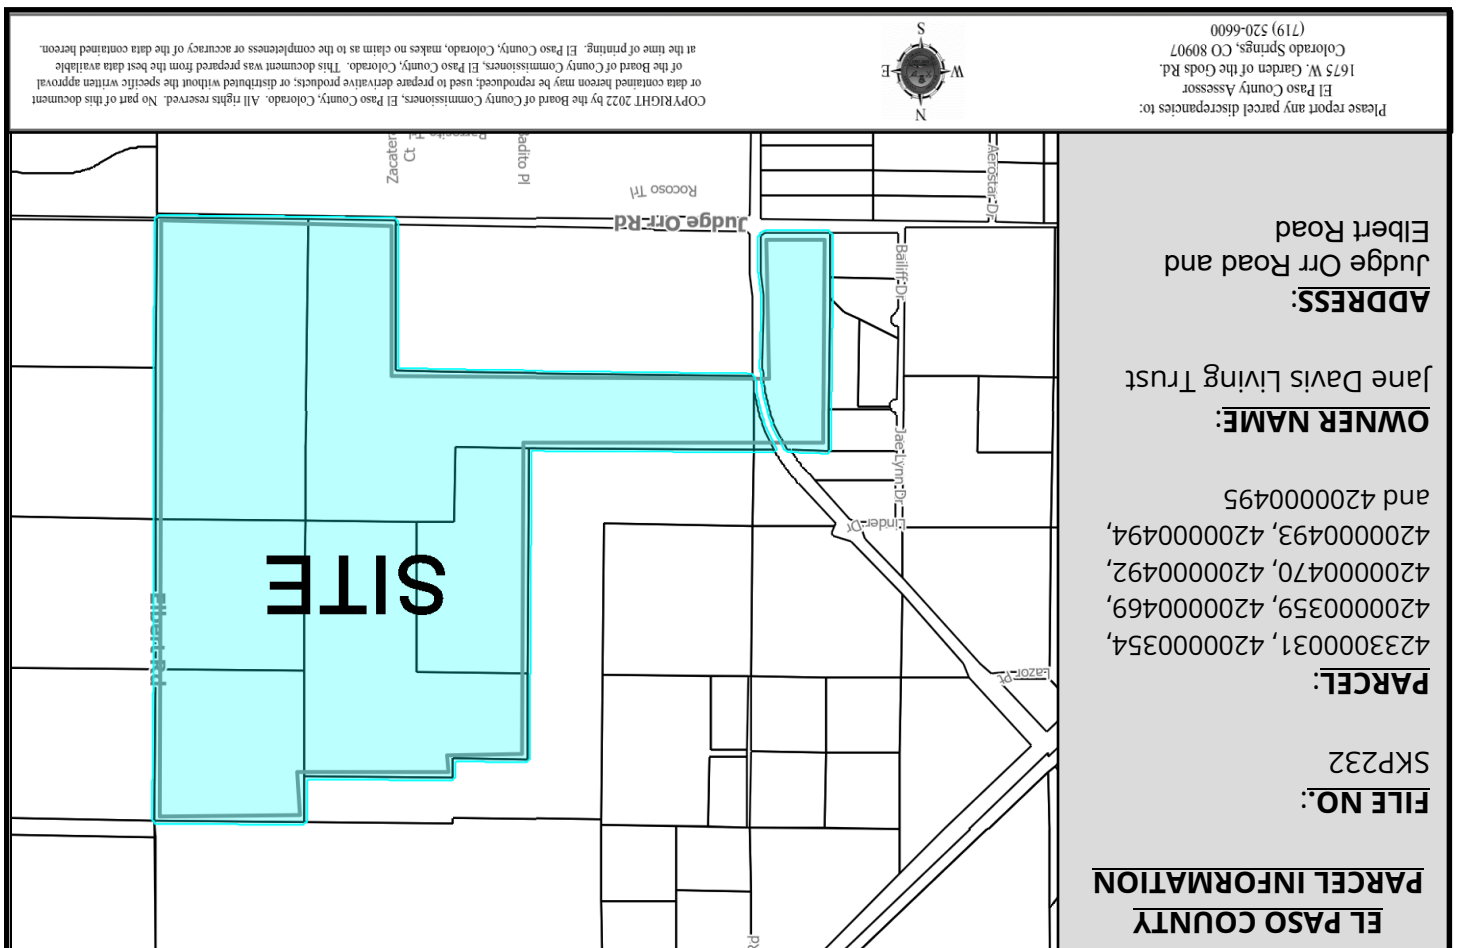 EL PASO COUNTY
PARCEL INFORMATION
FILE NO.:
SKP232
PARCEL:
4233000031, 4200000354,
4200000359, 4200000469,
4200000470, 4200000492,
4200000493, 4200000494,
and 4200000495
OWNER NAME:
Jane Davis Living Trust
ADDRESS:
Judge Orr Road and
Elbert Road
Rd
Lazor Pt
Elbert Rd
SITE
Linder Dr
Jae Lynn Dr
Bailiff Dr
Judge Orr Rd
Rocoso Trl
Aerostar Dr
adito Pl
Zacatera
Ct
Please report any parcel discrepancies to:
El Paso County Assessor
1675 W. Garden of the Gods Rd.
Colorado Springs, CO 80907
(719) 520-6600
N
W
E
S
COPYRIGHT 2022 by the Board of County Commissioners, El Paso County, Colorado. All rights reserved. No part of this document
or data contained hereon may be reproduced; used to prepare derivative products; or distributed without the specific written approval
of the Board of County Commissioners, El Paso County, Colorado. This document was prepared from the best data available
at the time of printing. El Paso County, Colorado, makes no claim as to the completeness or accuracy of the data contained hereon.